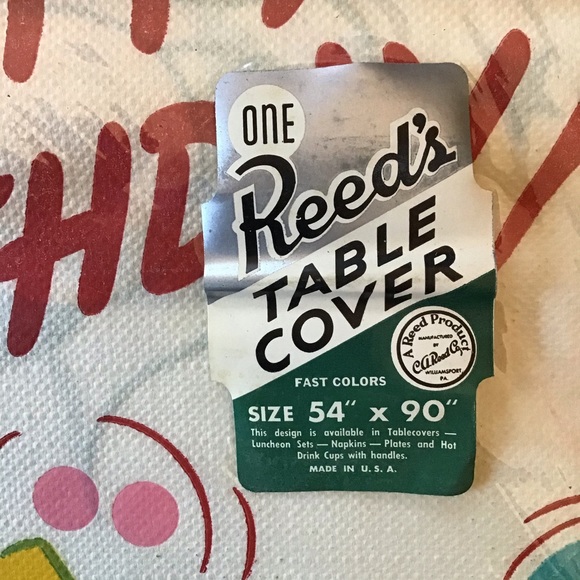 HD
ONE
Reed's
TABLE
COVER
A Reed Product
MANUFACTURED
BY
C.A. Reed Co.
WILLIAMSPORT
PA.
FAST COLORS
SIZE 54" x 90"
This design is available in Tablecovers —
Luncheon Sets — Napkins — Plates and Hot
Drink Cups with handles.
MADE IN U. S. A.